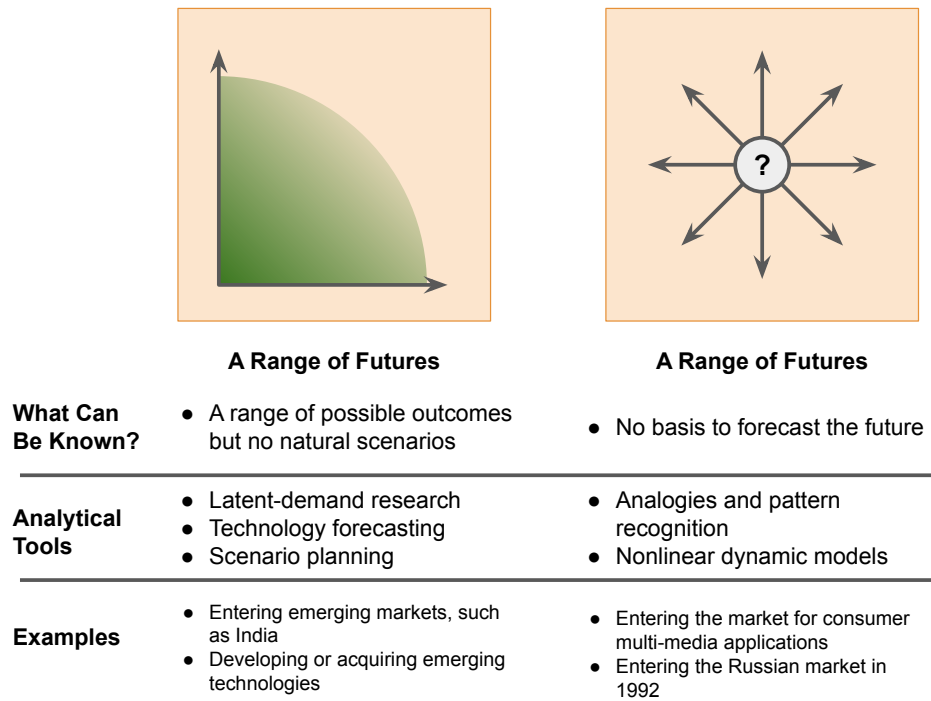 ?
A Range of Futures
A Range of Futures
What Can
Be Known?
● A range of possible outcomes
but no natural scenarios
● No basis to forecast the future
Analytical
Tools
● Latent-demand research
● Technology forecasting
● Scenario planning
● Analogies and pattern
recognition
● Nonlinear dynamic models
Examples
● Entering emerging markets, such
as India
● Developing or acquiring emerging
technologies
● Entering the market for consumer
multi-media applications
● Entering the Russian market in
1992